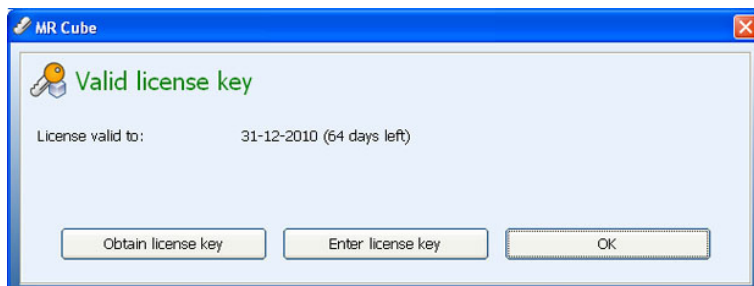 MR Cube
Valid license key
License valid to: 31-12-2010 (64 days left)
Obtain license key Enter license key OK